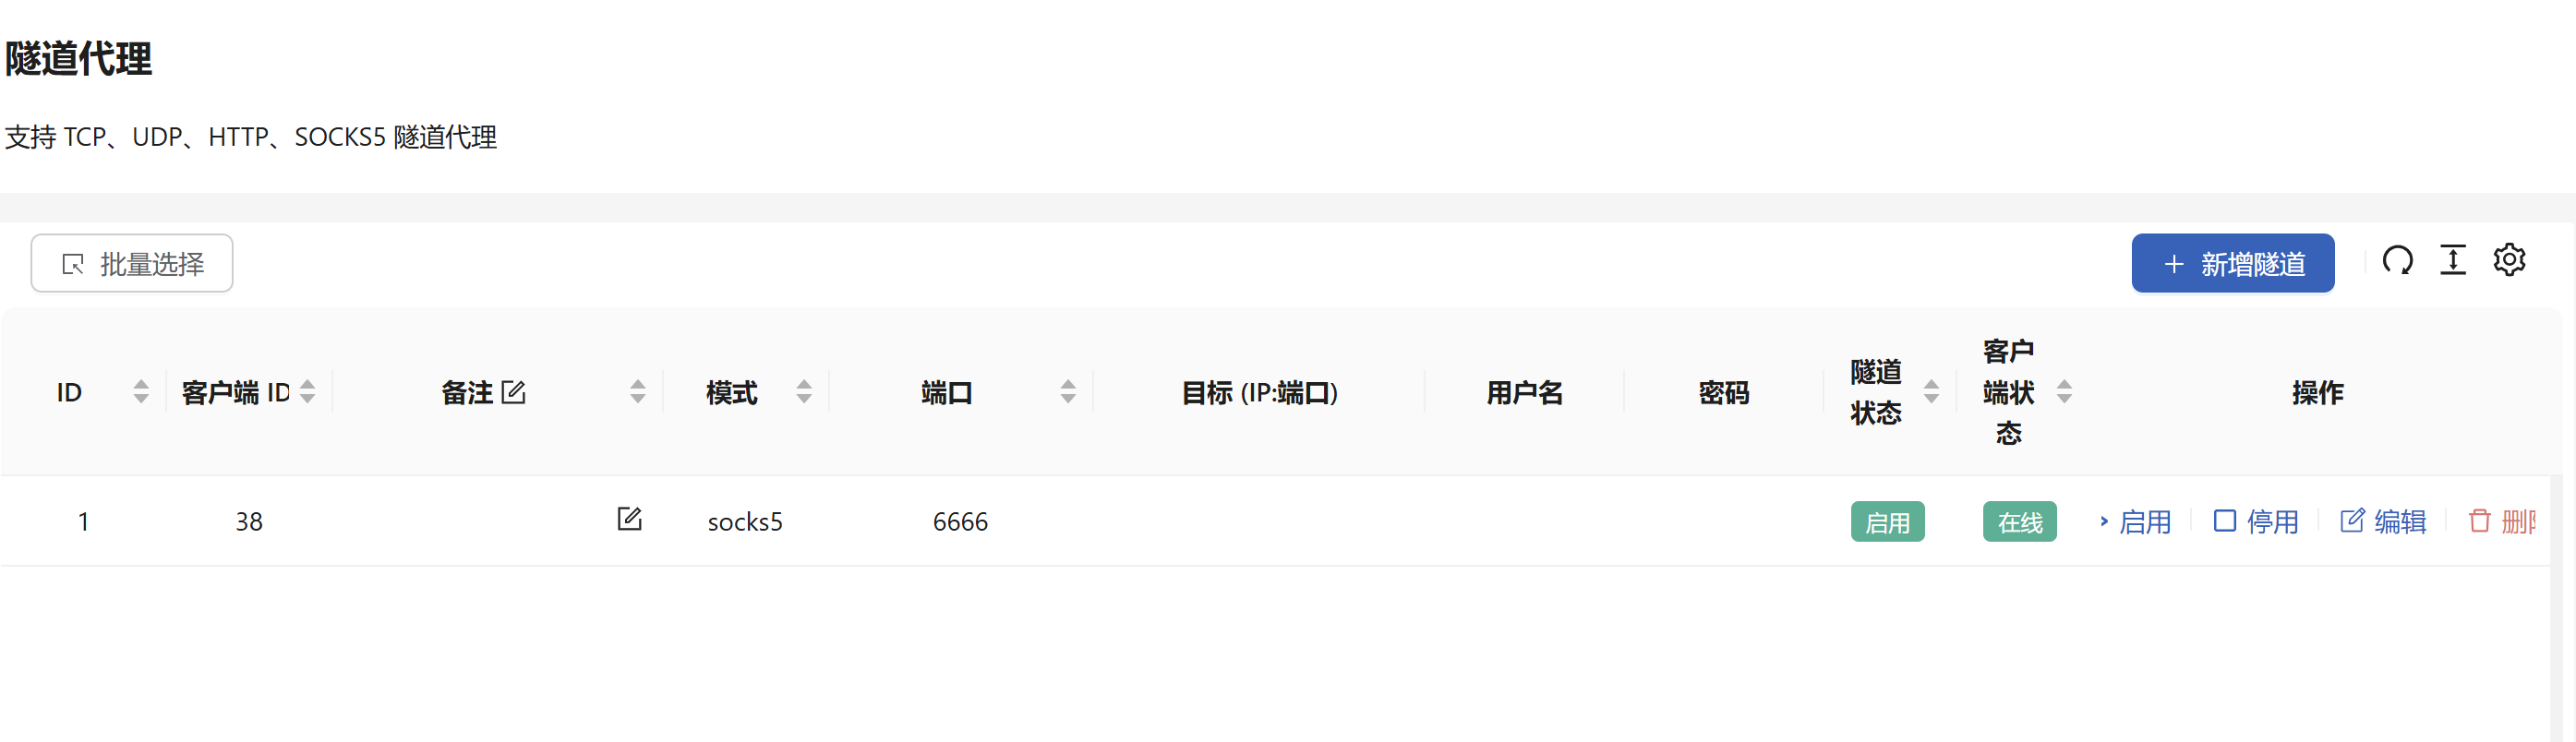 隧道代理
支持 TCP、UDP、HTTP、SOCKS5 隧道代理
批量选择
新增隧道
ID 客户端 ID 备注 模式 端口 目标 (IP:端口) 用户名 密码 隧道状态 客户端状态 操作
1 38 socks5 6666 启用 在线 启用 停用 编辑 删